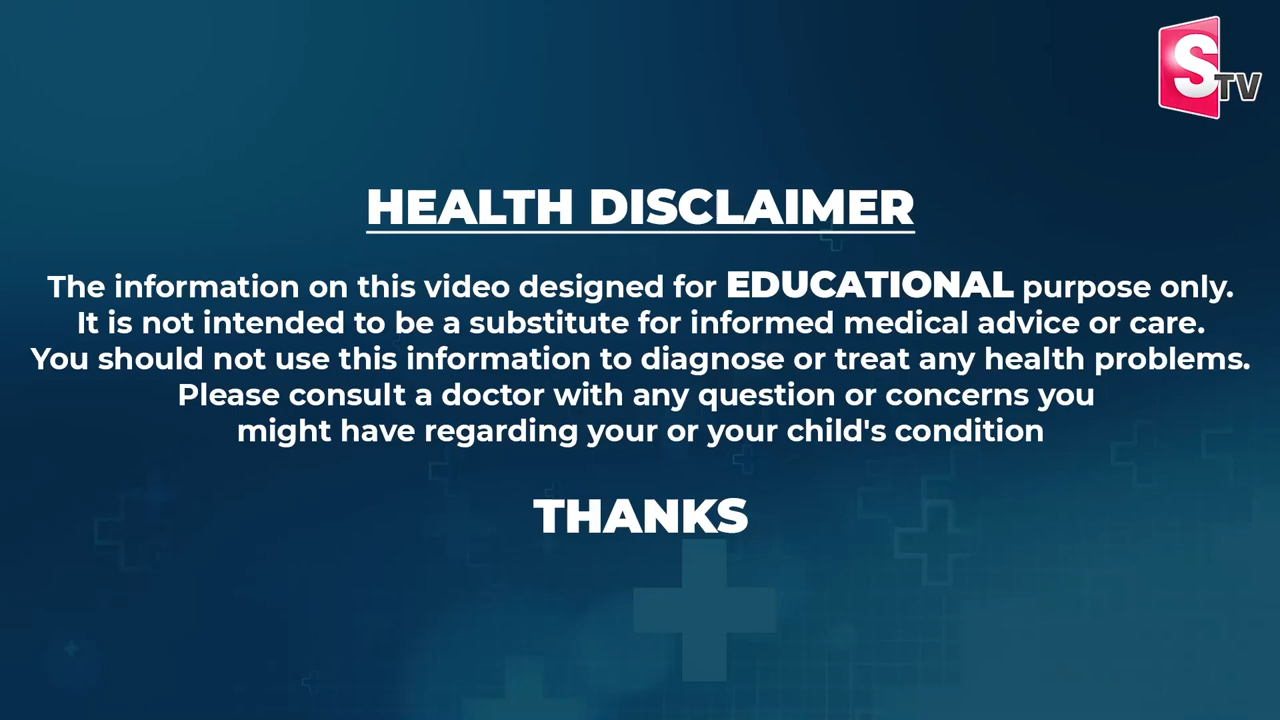 S TV
HEALTH DISCLAIMER
The information on this video designed for EDUCATIONAL purpose only.
It is not intended to be a substitute for informed medical advice or care.
You should not use this information to diagnose or treat any health problems.
Please consult a doctor with any question or concerns you
might have regarding your or your child's condition
THANKS